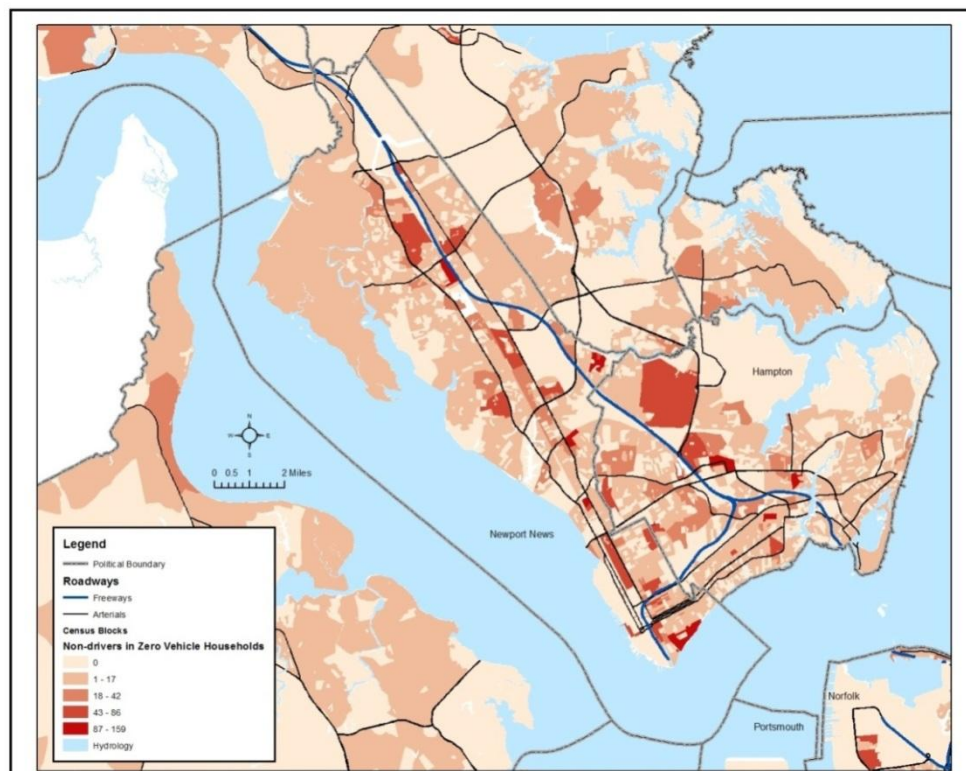 Hampton
N
W
E
S
0 0.5 1 2 Miles
Newport News
Legend
Political Boundary
Roadways
Freeways
Arterials
Census Blocks
Non-drivers in Zero Vehicle Households
0
1 - 17
18 - 42
43 - 86
87 - 159
Hydrology
Norfolk
Portsmouth